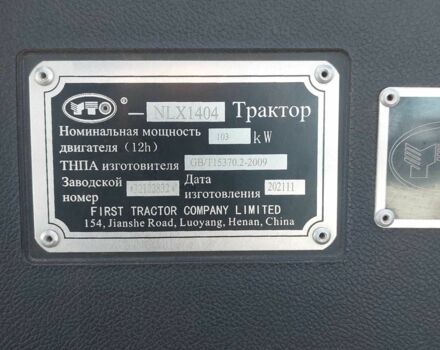 YTO ® — NLX1404 Трактор
Номинальная мощность 103 kW
двигателя (12h)
ТНПА изготовителя GB/T15370.2-2009
Заводской Дата
номер изготовления 202111
FIRST TRACTOR COMPANY LIMITED
154, Jianshe Road, Luoyang, Henan, China